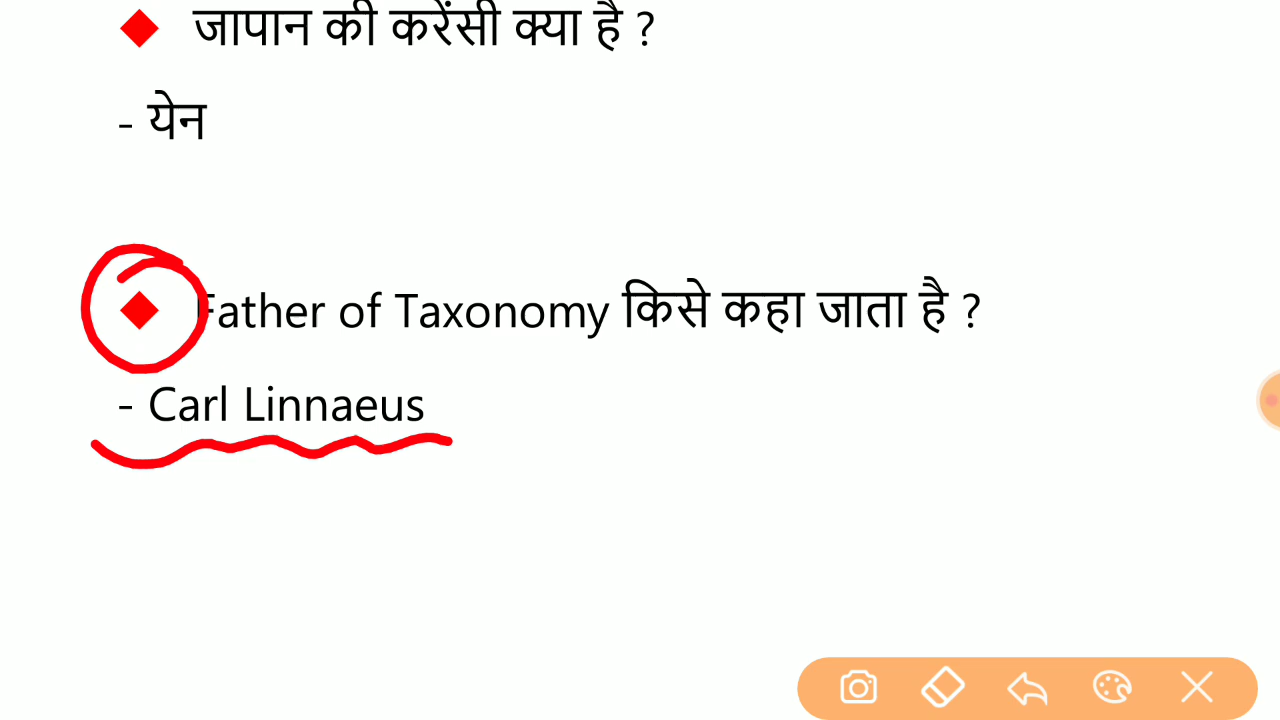 जापान की करेंसी क्या है ?
- येन
Father of Taxonomy किसे कहा जाता है ?
- Carl Linnaeus